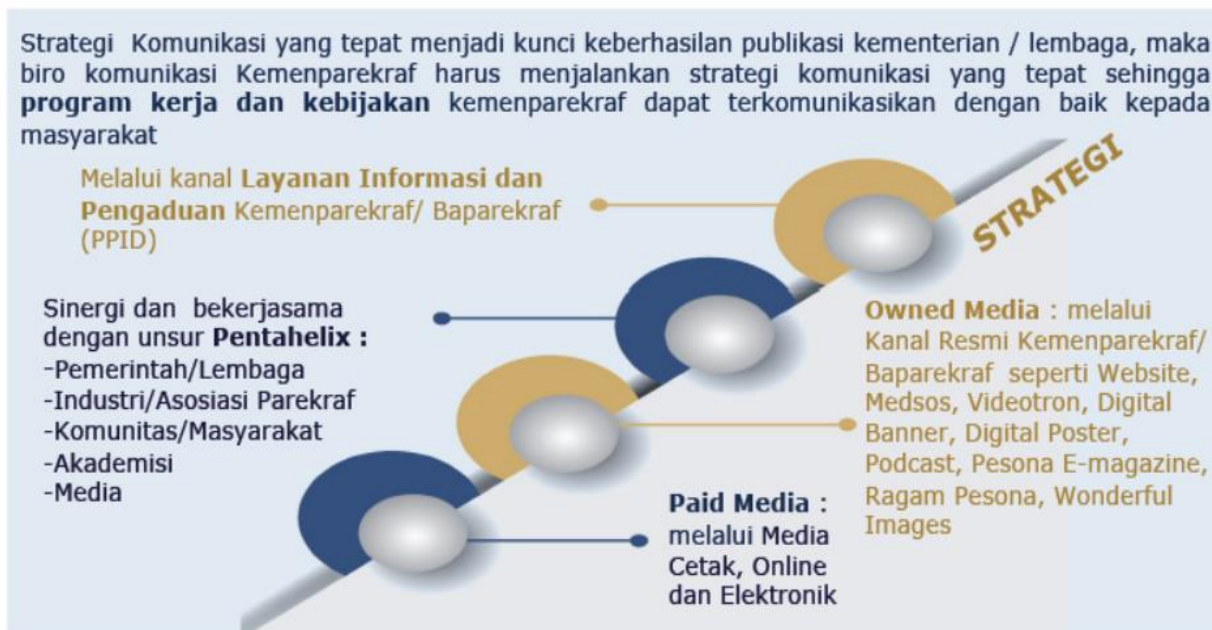 Strategi Komunikasi yang tepat menjadi kunci keberhasilan publikasi kementerian / lembaga, maka
biro komunikasi Kemenparekraf harus menjalankan strategi komunikasi yang tepat sehingga
program kerja dan kebijakan kemenparekraf dapat terkomunikasikan dengan baik kepada
masyarakat
STRATEGI
Melalui kanal Layanan Informasi dan
Pengaduan Kemenparekraf/ Baparekraf
(PPID)
Sinergi dan bekerjasama
dengan unsur Pentahelix :
-Pemerintah/Lembaga
-Industri/Asosiasi Parekraf
-Komunitas/Masyarakat
-Akademisi
-Media
Owned Media : melalui
Kanal Resmi Kemenparekraf/
Baparekraf seperti Website,
Medsos, Videotron, Digital
Banner, Digital Poster,
Podcast, Pesona E-magazine,
Ragam Pesona, Wonderful
Images
Paid Media :
melalui Media
Cetak, Online
dan Elektronik